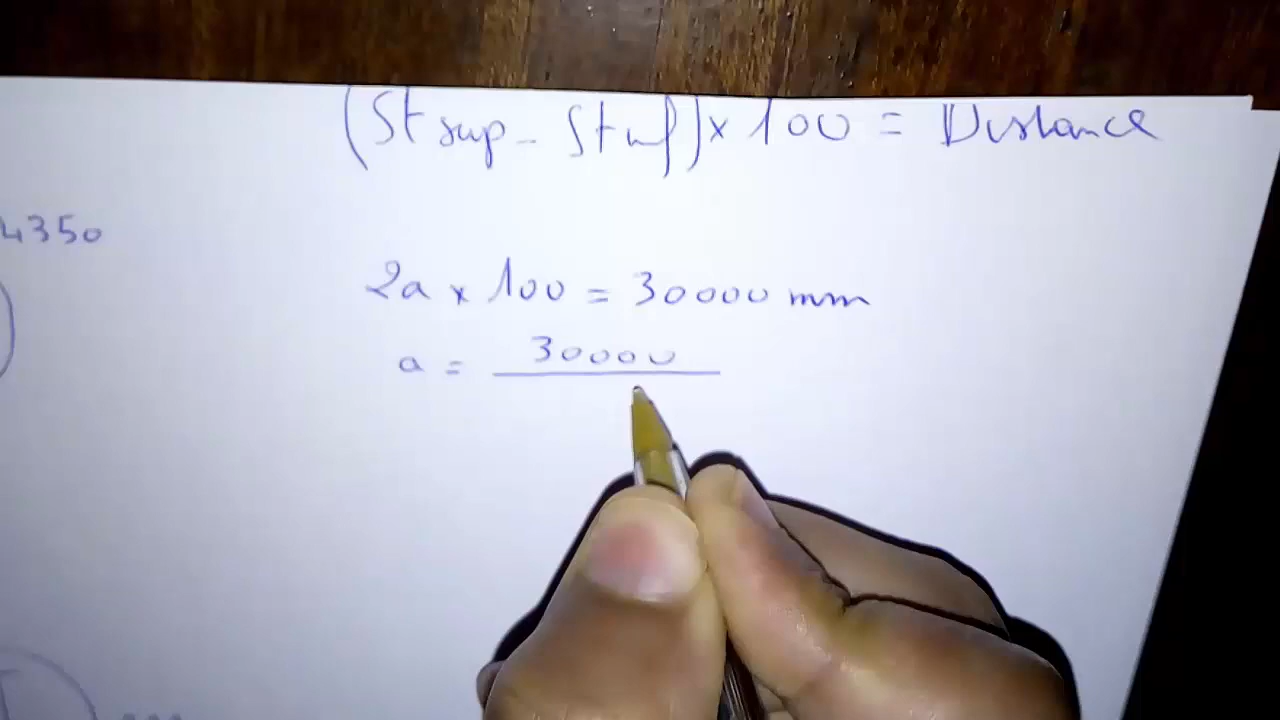 (St sup - St inf) x 100 = Distance
4350
2a x 100 = 30000 mm
a = 30000